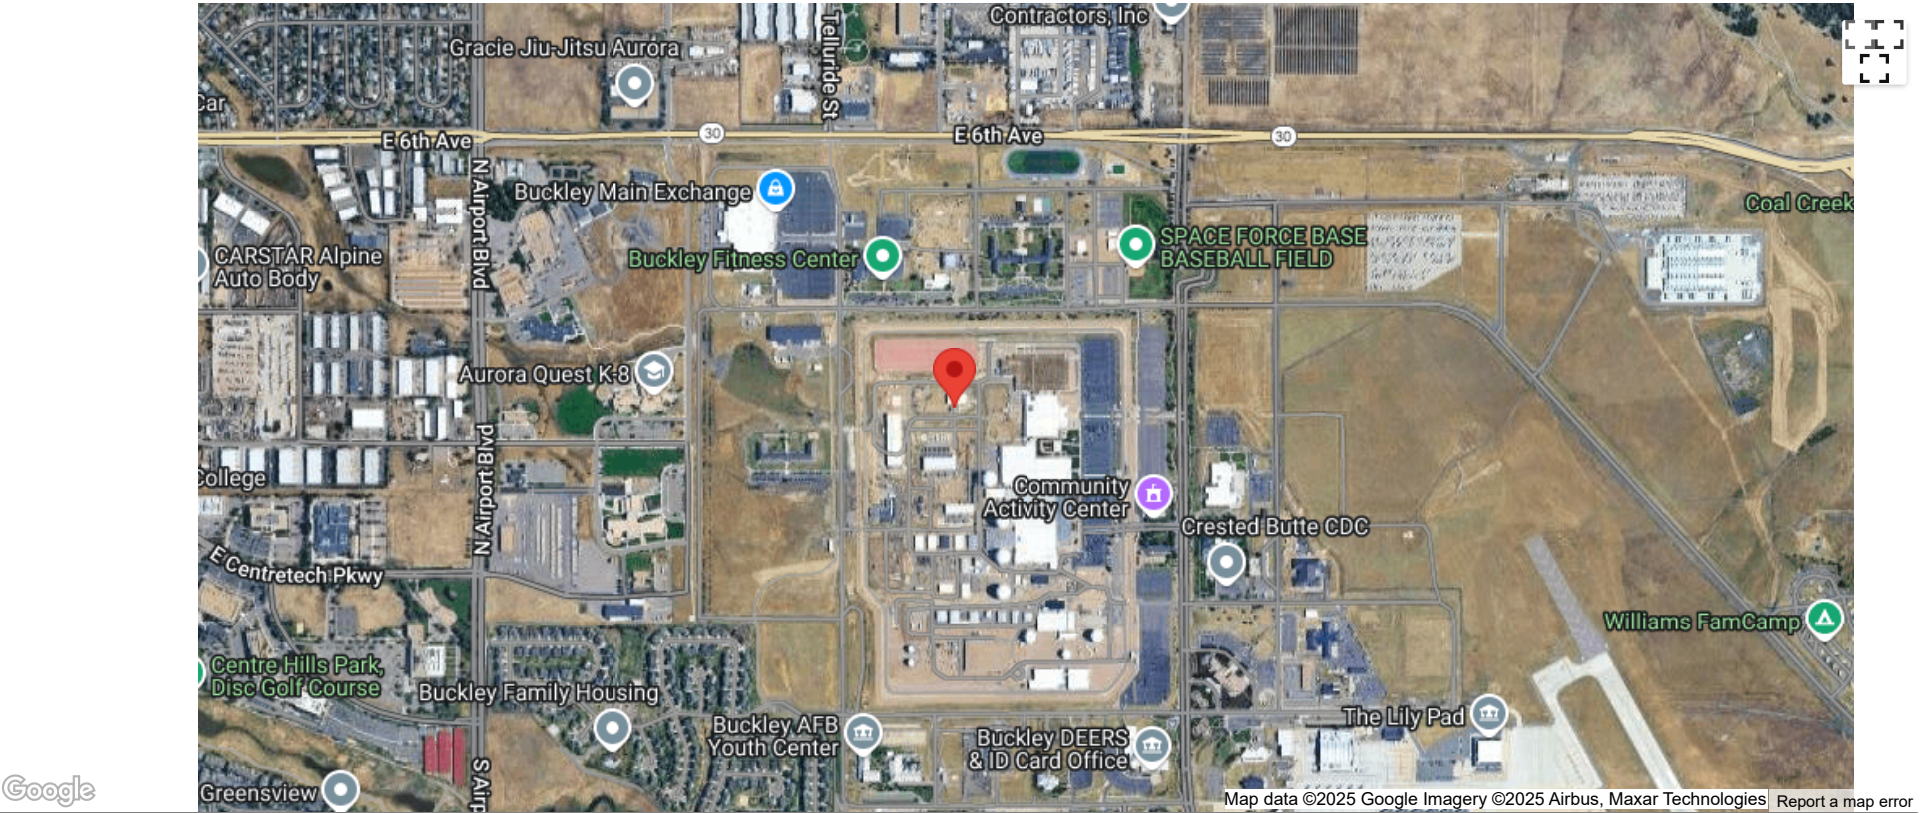 Contractors, Inc
Gracie Jiu-Jitsu Aurora
Telluride St
Car
E 6th Ave
30
E 6th Ave
30
N Airport Blvd
Buckley Main Exchange
Coal Creek
SPACE FORCE BASE
BASEBALL FIELD
CARSTAR Alpine
Auto Body
Buckley Fitness Center
Aurora Quest K-8
N Airport Blvd
College
Community
Activity Center
Crested Butte CDC
E Centretech Pkwy
Williams FamCamp
Centre Hills Park,
Disc Golf Course
Buckley Family Housing
Buckley AFB
Youth Center
Buckley DEERS
& ID Card Office
The Lily Pad
S Airp
Greensview
Google
Map data ©2025 Google Imagery ©2025 Airbus, Maxar Technologies
Report a map error